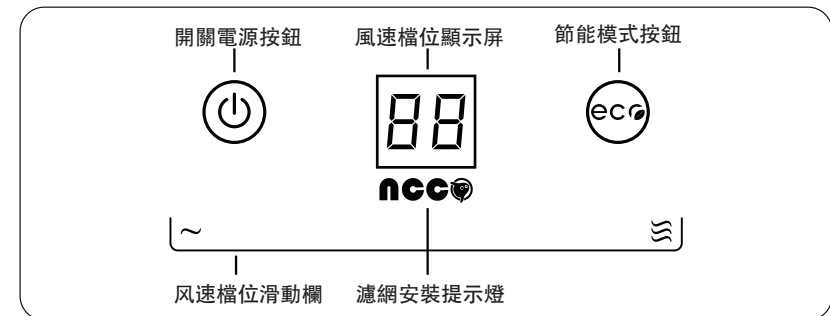 開關電源按鈕
風速檔位顯示屏
節能模式按鈕
88
eco
ncco
风速檔位滑動欄
濾網安裝提示燈